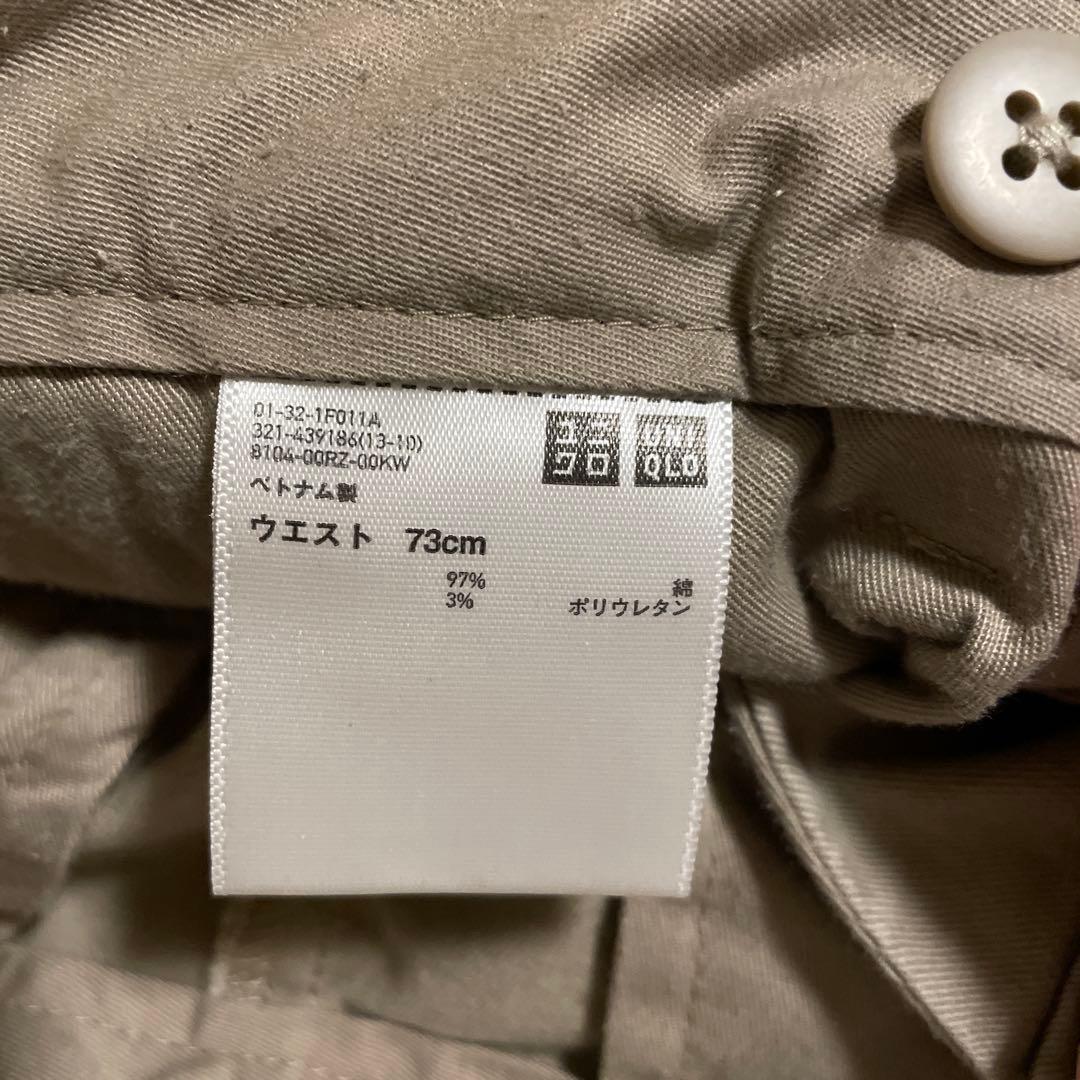 01-32-1F011A
321-439186(13-10)
8104-00RZ-00KW
ユニ
クロ
UNI
QLO
ベトナム製
ウエスト 73cm
97% 綿
3% ポリウレタン